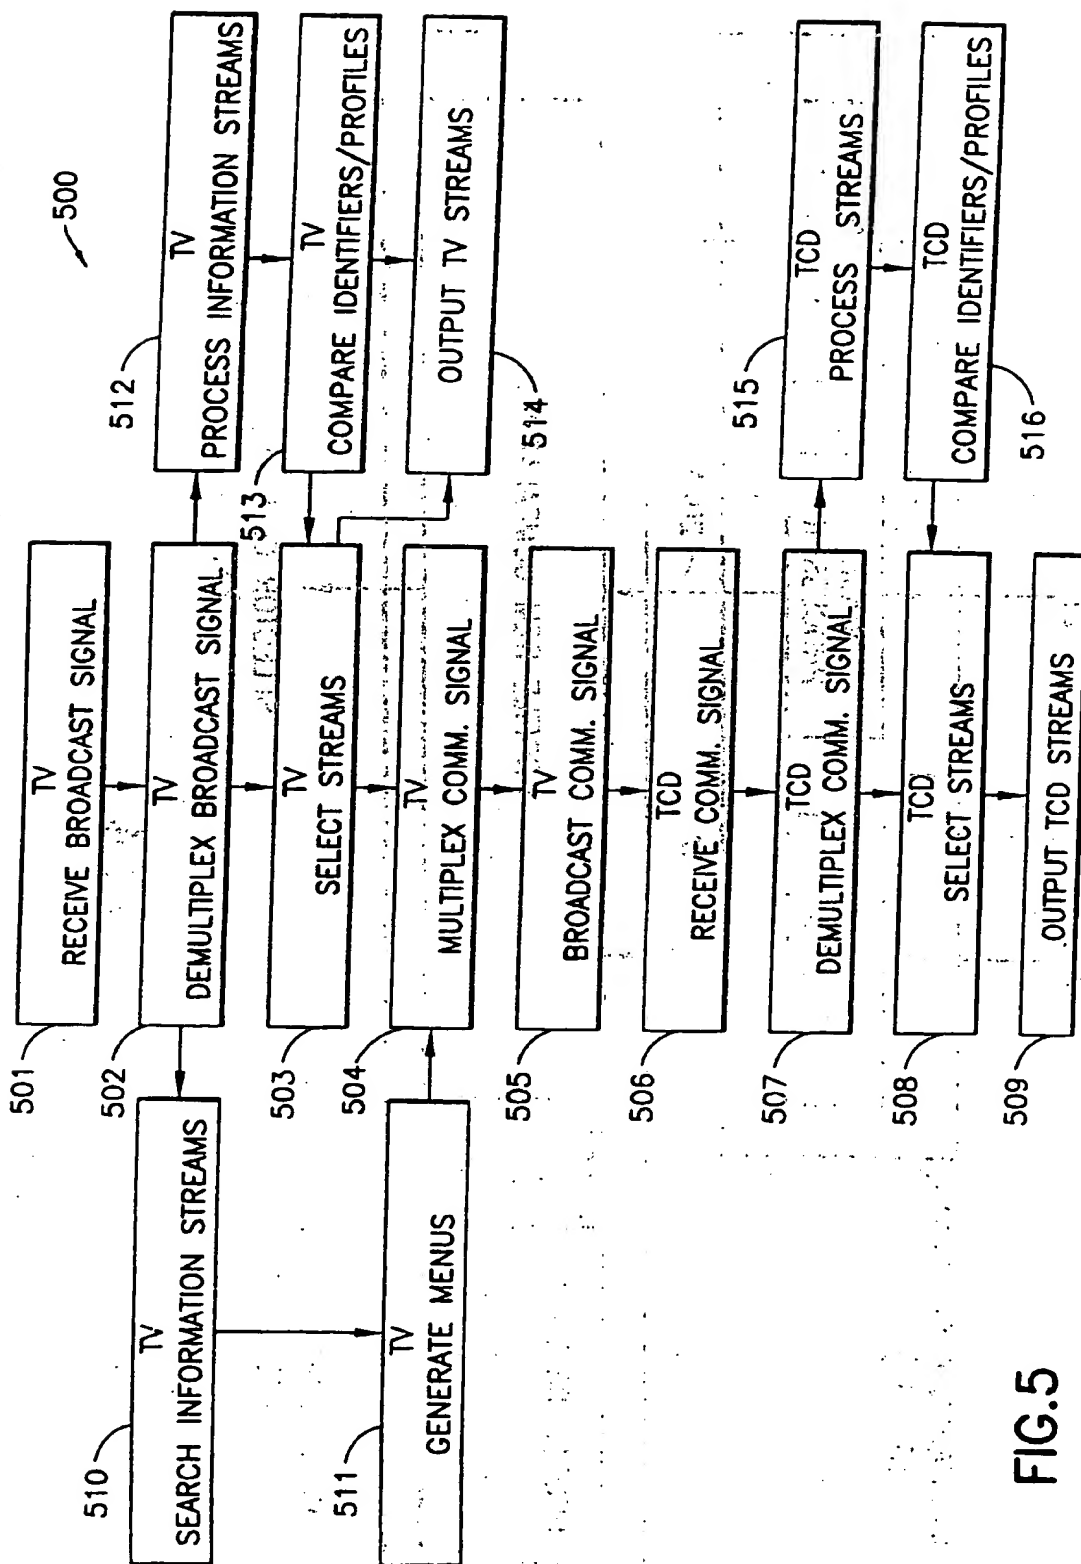 500
501
TV
RECEIVE BROADCAST SIGNAL
502
TV
DEMULTIPLEX BROADCAST SIGNAL
503
TV
SELECT STREAMS
504
TV
MULTIPLEX COMM. SIGNAL
505
TV
BROADCAST COMM. SIGNAL
506
TCD
RECEIVE COMM. SIGNAL
507
TCD
DEMULTIPLEX COMM. SIGNAL
508
TCD
SELECT STREAMS
509
OUTPUT TCD STREAMS
510
TV
SEARCH INFORMATION STREAMS
511
TV
GENERATE MENUS
512
TV
PROCESS INFORMATION STREAMS
513
TV
COMPARE IDENTIFIERS/PROFILES
514
OUTPUT TV STREAMS
515
TCD
PROCESS STREAMS
516
TCD
COMPARE IDENTIFIERS/PROFILES
FIG.5